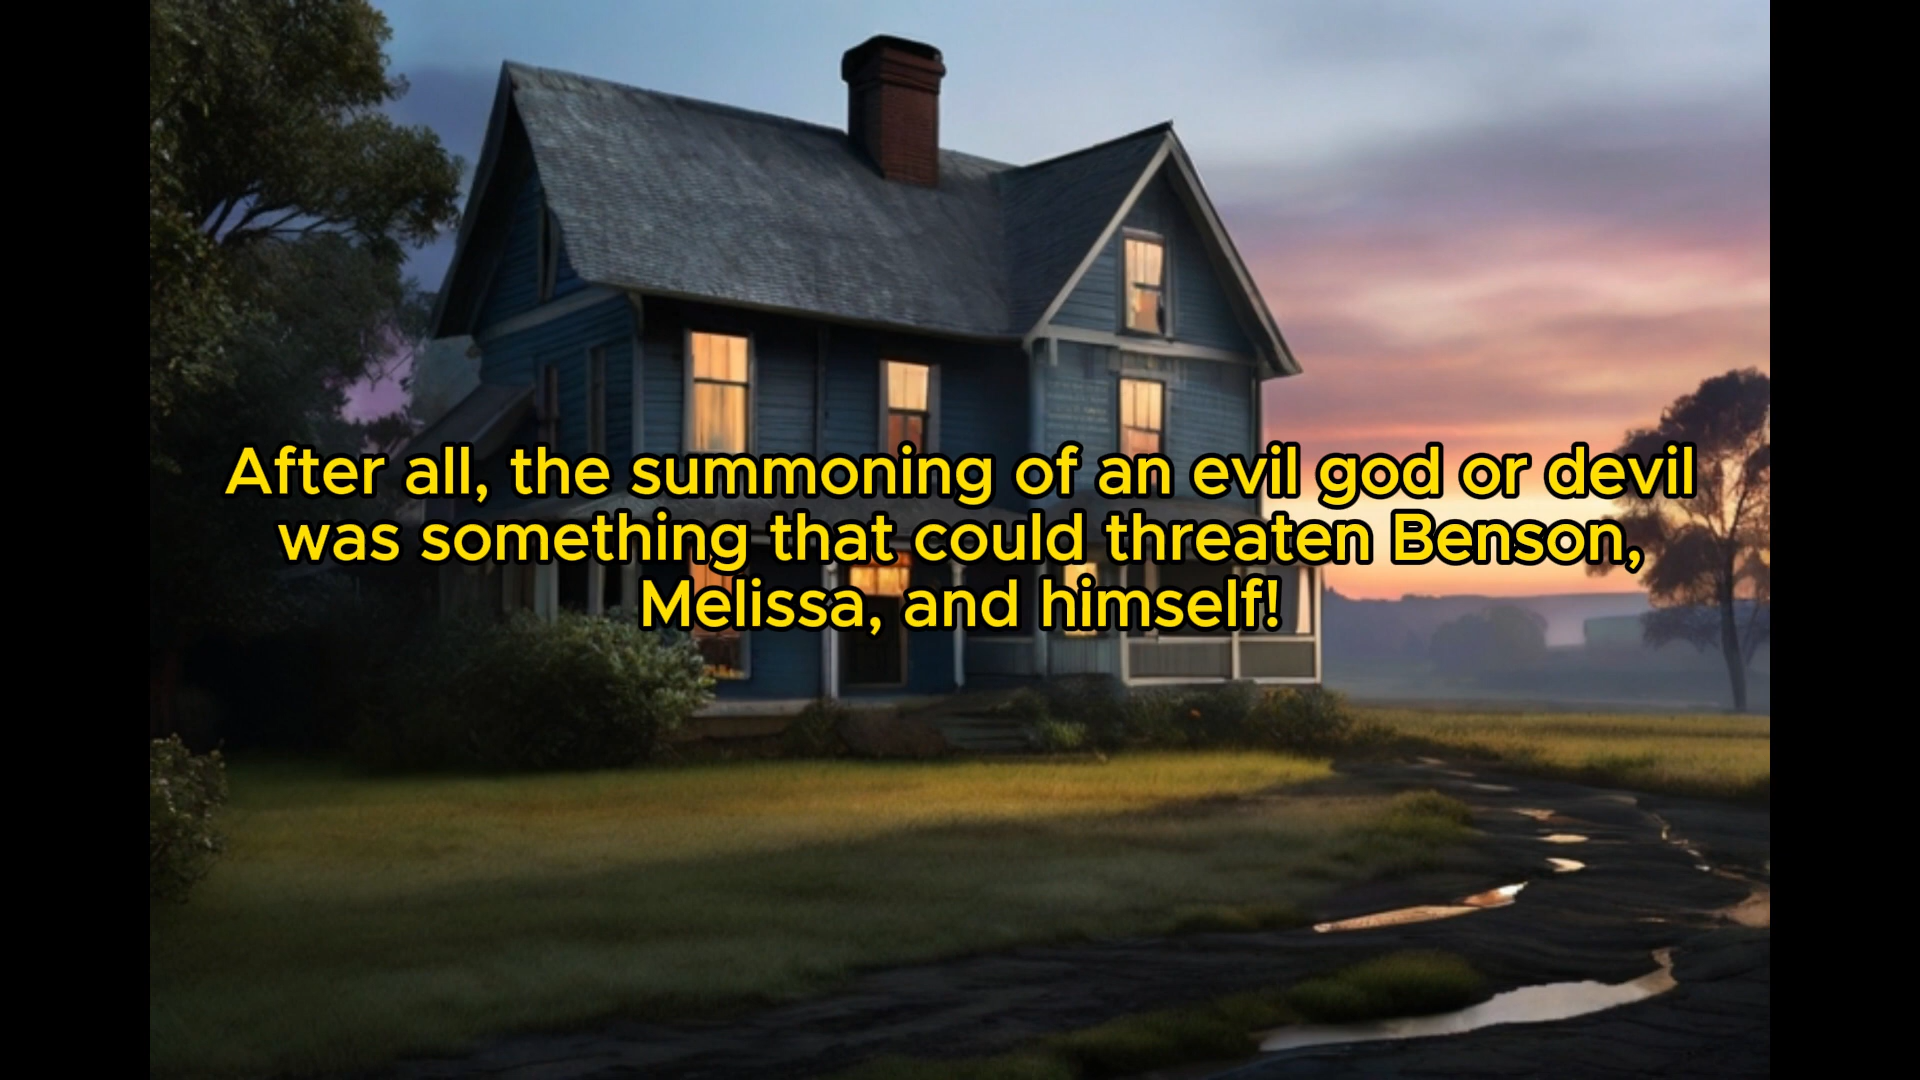 After all, the summoning of an evil god or devil
was something that could threaten Benson,
Melissa, and himself!